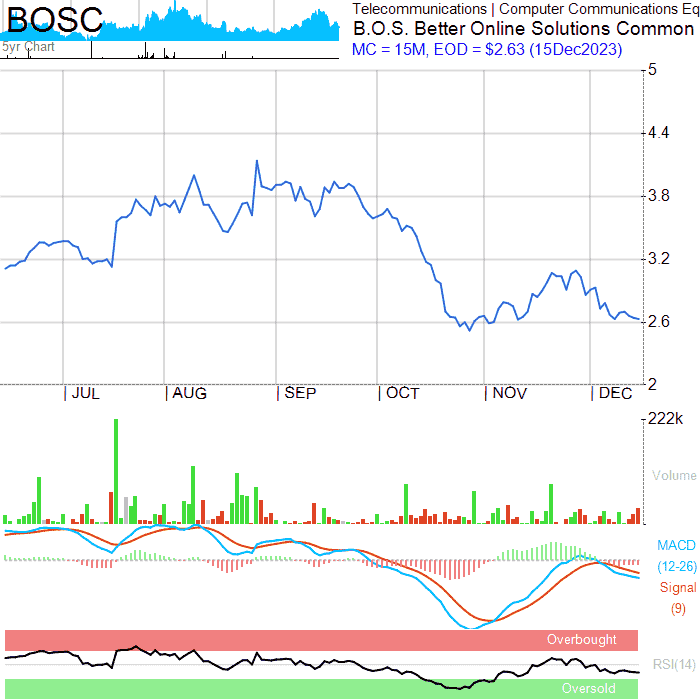 BOSC
5yr Chart
Telecommunications | Computer Communications Eq
B.O.S. Better Online Solutions Common
MC = 15M, EOD = $2.63 (15Dec2023)
5
4.4
3.8
3.2
2.6
2
JUL AUG SEP OCT NOV DEC
222k
Volume
MACD
(12-26)
Signal
(9)
Overbought
RSI(14)
Oversold